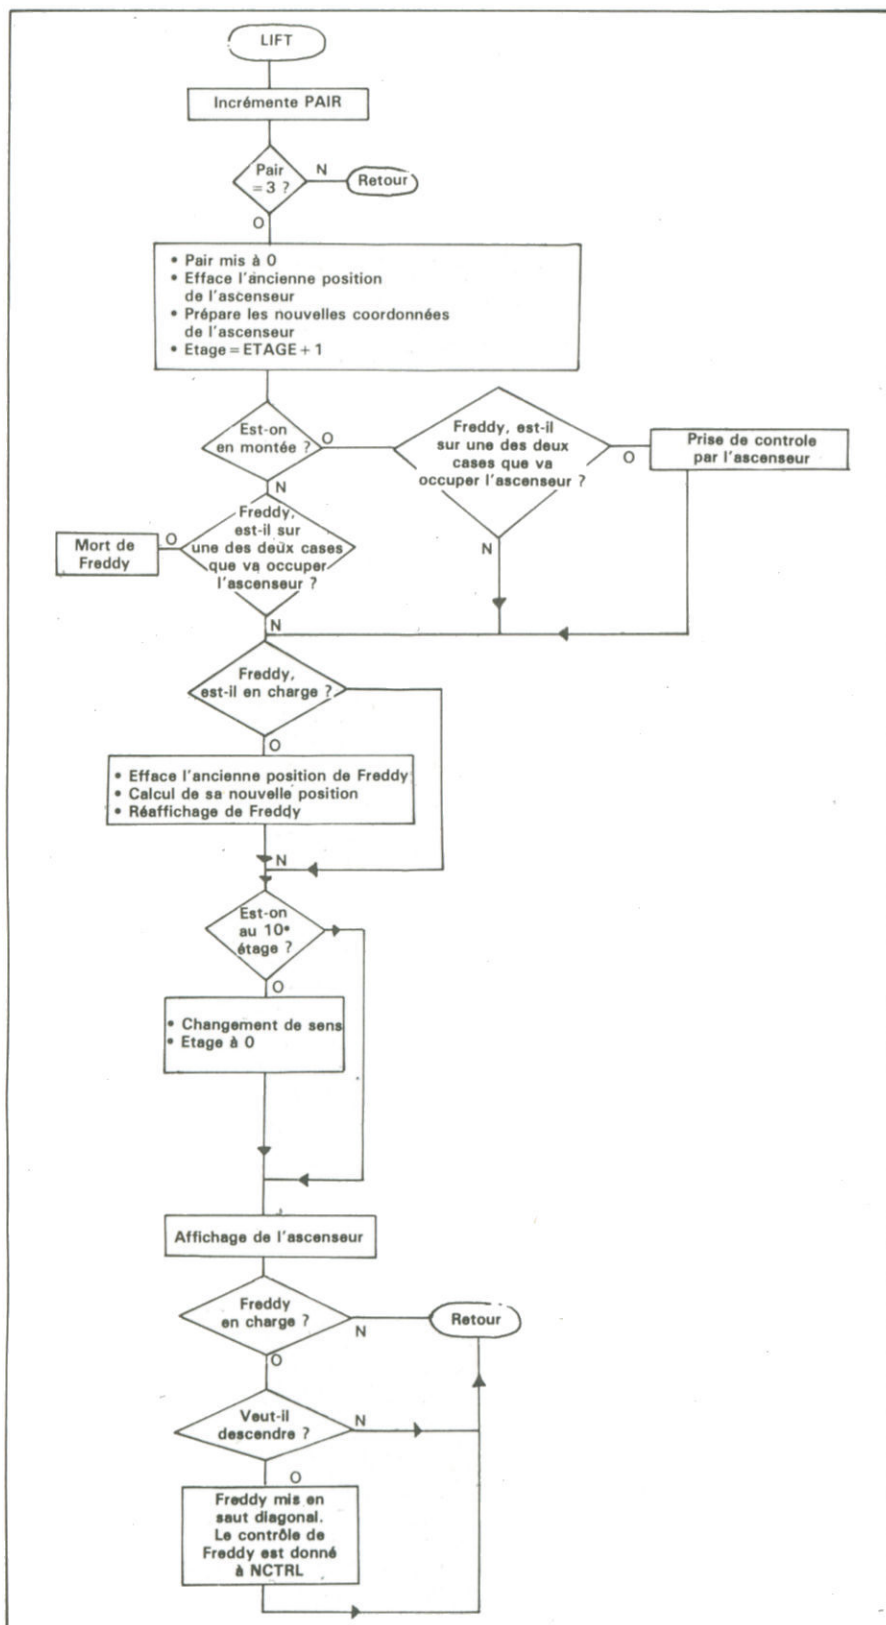 LIFT
Incrémente PAIR
Pair
= 3 ?
N
Retour
O
• Pair mis à 0
• Efface l'ancienne position
de l'ascenseur
• Prépare les nouvelles coordonnées
de l'ascenseur
• Etage = ETAGE + 1
Est-on
en montée ?
O
Freddy, est-il
sur une des deux
cases que va
occuper l'ascenseur ?
O
Prise de controle
par l'ascenseur
N
N
Freddy,
est-il sur
une des deux cases
que va occuper
l'ascenseur ?
O
Mort de
Freddy
N
Freddy,
est-il en charge ?
O
• Efface l'ancienne position de Freddy
• Calcul de sa nouvelle position
• Réaffichage de Freddy
N
Est-on
au 10e
étage ?
O
• Changement de sens
• Etage à 0
Affichage de l'ascenseur
Freddy
en charge ?
N
Retour
O
Veut-il
descendre ?
N
O
Freddy mis en
saut diagonal.
Le contrôle de
Freddy est donné
à NCTRL